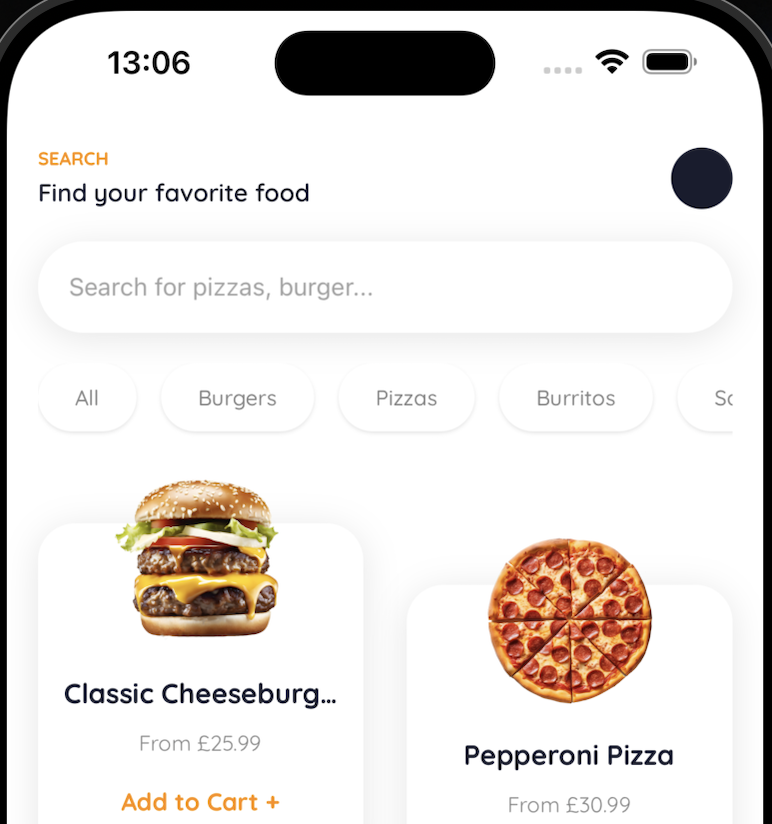 13:06
SEARCH
Find your favorite food
Search for pizzas, burger...
All Burgers Pizzas Burritos
Classic Cheeseburg...
From £25.99
Add to Cart +
Pepperoni Pizza
From £30.99